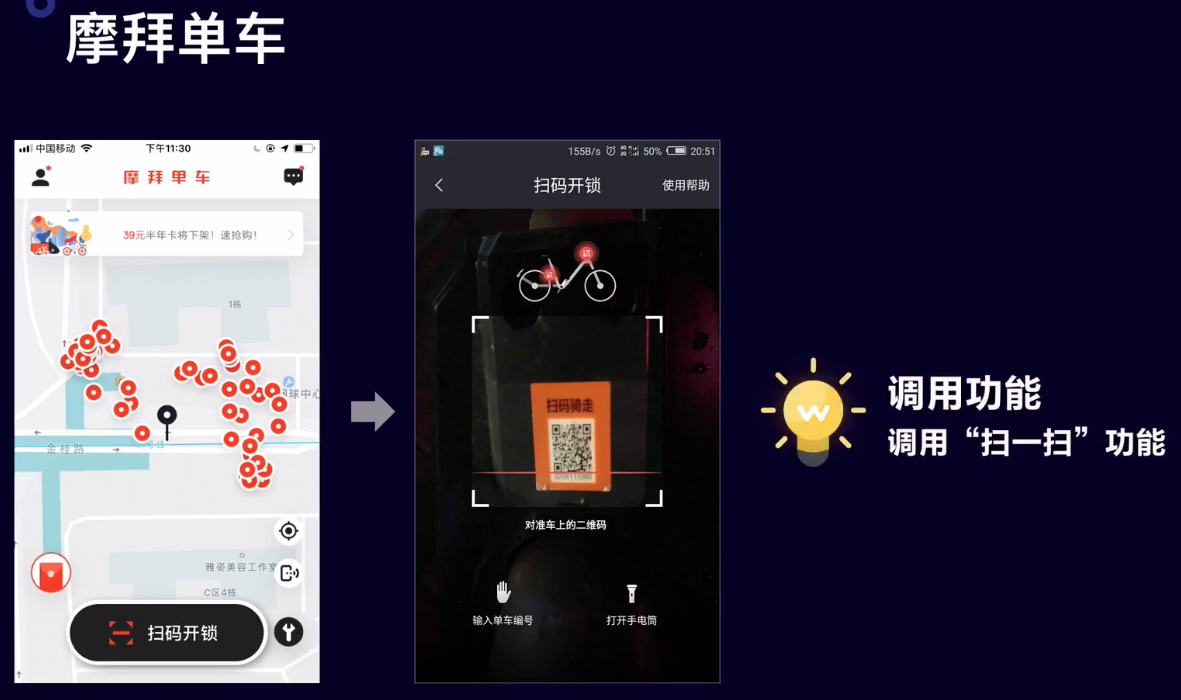 摩拜单车
中国移动
下午11:30
摩拜单车
39元半年卡将下架！速抢购！
1栋
球中心
金桂路
雅姿美容工作室
C区4栋
扫码开锁
155B/s
50%
20:51
扫码开锁
使用帮助
扫码骑走
对准车上的二维码
输入单车编号
打开手电筒
调用功能
调用“扫一扫”功能